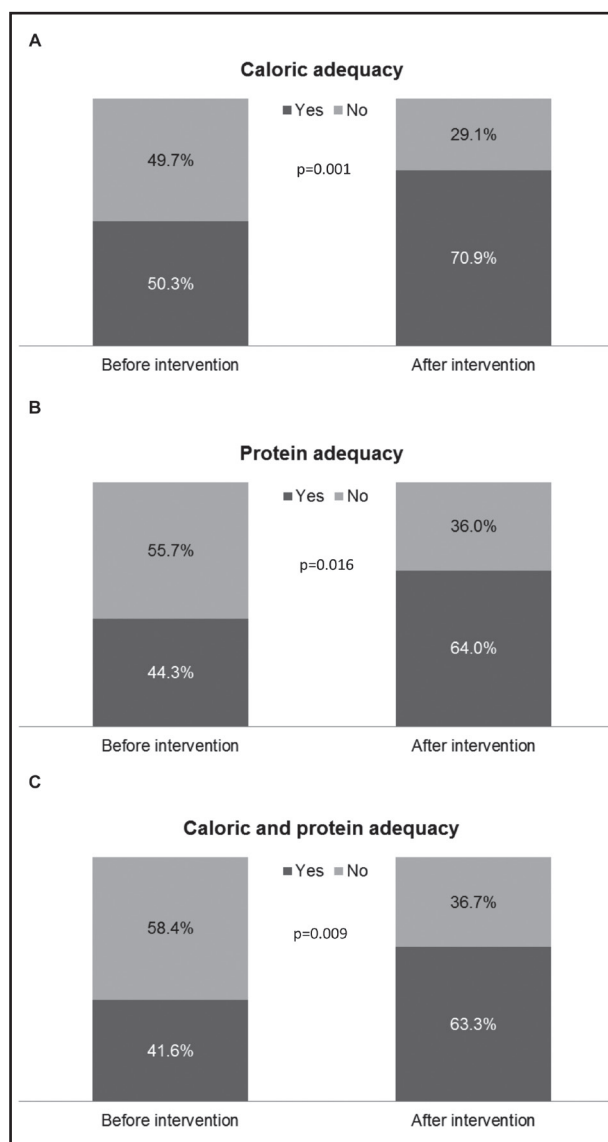 A
Caloric adequacy
■Yes ■No
49.7%
29.1%
p=0.001
50.3%
70.9%
Before intervention
After intervention
B
Protein adequacy
■Yes ■No
55.7%
36.0%
p=0.016
44.3%
64.0%
Before intervention
After intervention
C
Caloric and protein adequacy
■Yes ■No
58.4%
36.7%
p=0.009
41.6%
63.3%
Before intervention
After intervention